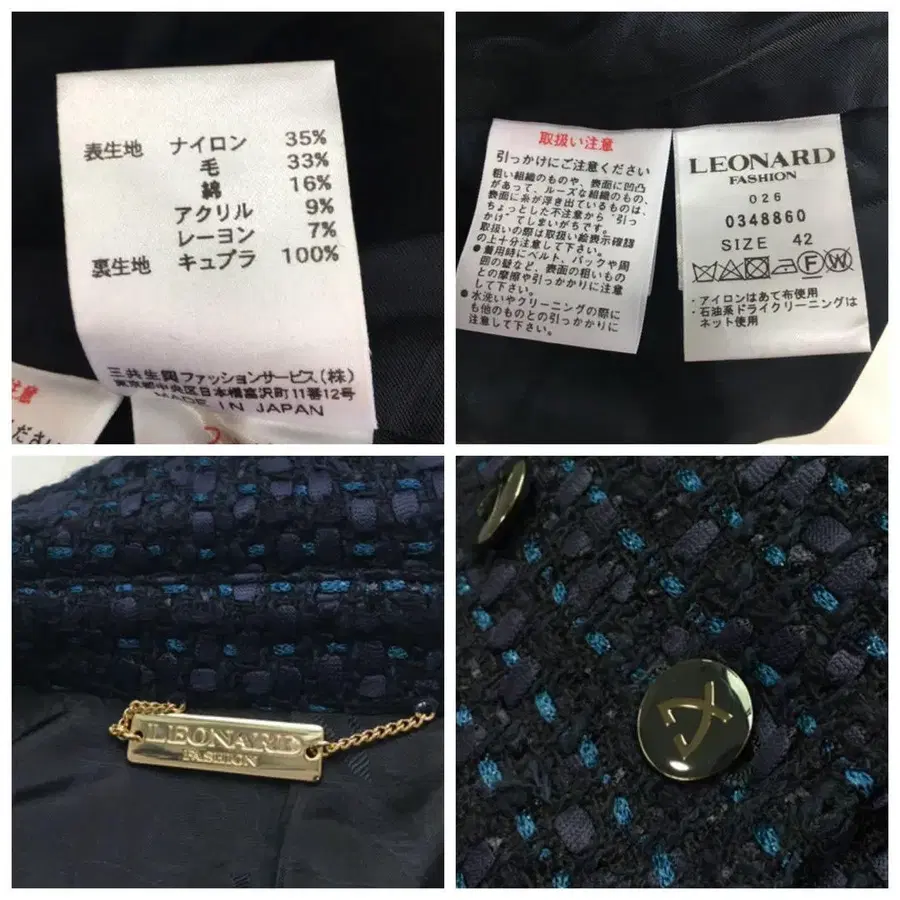 表生地 ナイロン 35%
毛 33%
綿 16%
アクリル 9%
レーヨン 7%
裏生地 キュプラ 100%
三共生興ファッションサービス(株)
東京都中央区日本橋富沢町11番12号
MADE IN JAPAN
注意
ださい
取扱い注意
引っかけにご注意ください
粗い組織のものや、表面に凹凸
があって、ルーズな組織のもの、
表面に糸が浮き出ているものは、
ちょっとした不注意から"引っ
かけ"てしまいがちです。
取扱いの際は取扱い絵表示確認
の上十分注意して下さい。
●着用時にベルト、バックや周
囲の壁など、表面の粗いもの
との摩擦や引っかかりに注意
して下さい。
●水洗いやクリーニングの際に
も他のものとの引っかかりに
注意して下さい。
LEONARD
FASHION
026
0348860
SIZE 42
F W
・アイロンはあて布使用
・石油系ドライクリーニングは
ネット使用
LEONARD
FASHION